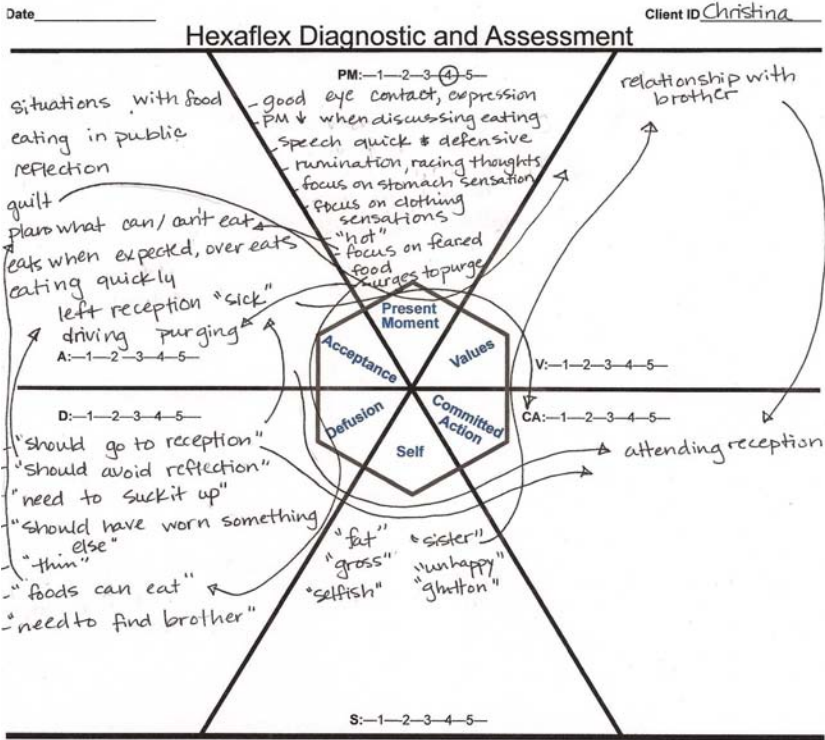 Date
Client ID Christina
Hexaflex Diagnostic and Assessment
PM:—1—2—3—4—5—
- good eye contact, expression
- PM ↓ when discussing eating
- speech quick & defensive
- rumination, racing thoughts
- focus on stomach sensation
- focus on clothing
sensations
- "hot"
- focus on feared
food
- urges to purge
situations with food
eating in public
reflection
guilt
plans what can/can't eat
eats when expected, over eats
eating quickly
left reception "sick"
driving purging
A:—1—2—3—4—5—
relationship with
brother
V:—1—2—3—4—5—
Present
Moment
Acceptance
Values
Defusion
Committed
Action
Self
D:—1—2—3—4—5—
- "should go to reception"
- "should avoid reflection"
- "need to suck it up"
- "should have worn something
else"
- "thin"
- "foods can eat"
- "need to find brother"
CA:—1—2—3—4—5—
attending reception
"fat" "sister"
"gross" "unhappy"
"selfish" "glutton"
S:—1—2—3—4—5—